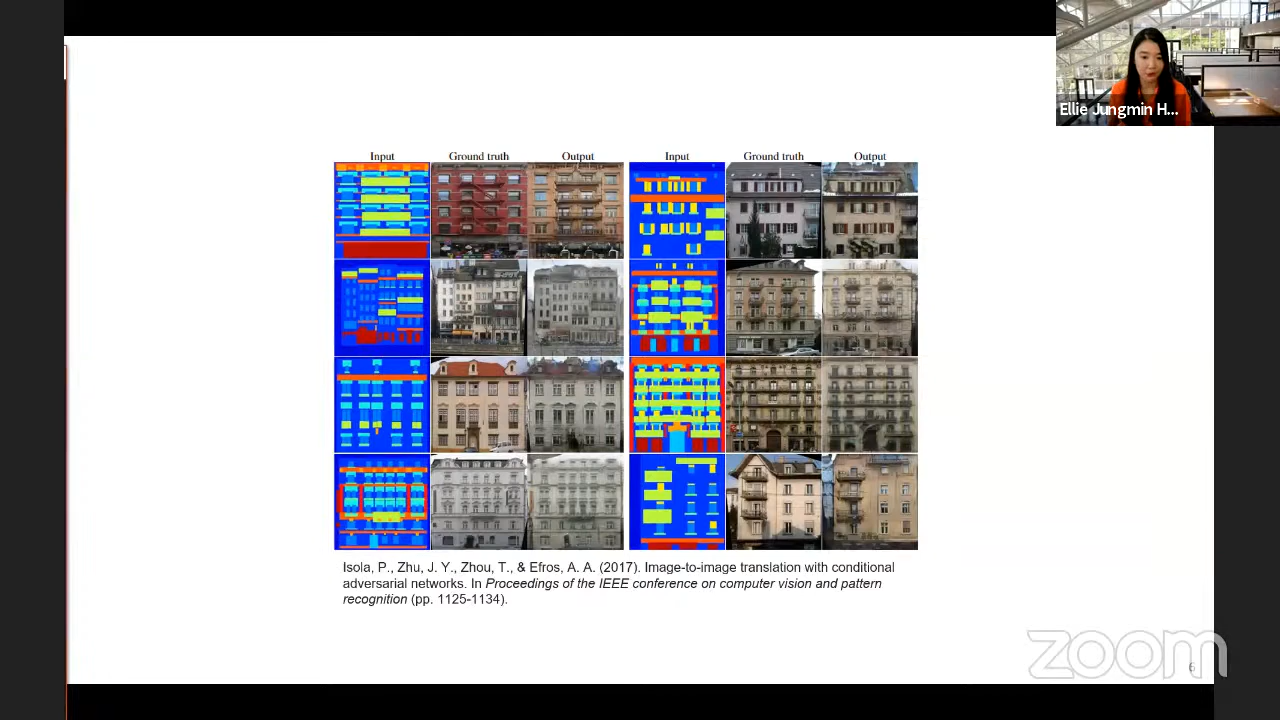 Ellie Jungmin H...
Input Ground truth Output Input Ground truth Output
Isola, P., Zhu, J. Y., Zhou, T., & Efros, A. A. (2017). Image-to-image translation with conditional
adversarial networks. In Proceedings of the IEEE conference on computer vision and pattern
recognition (pp. 1125-1134).
zoom
6